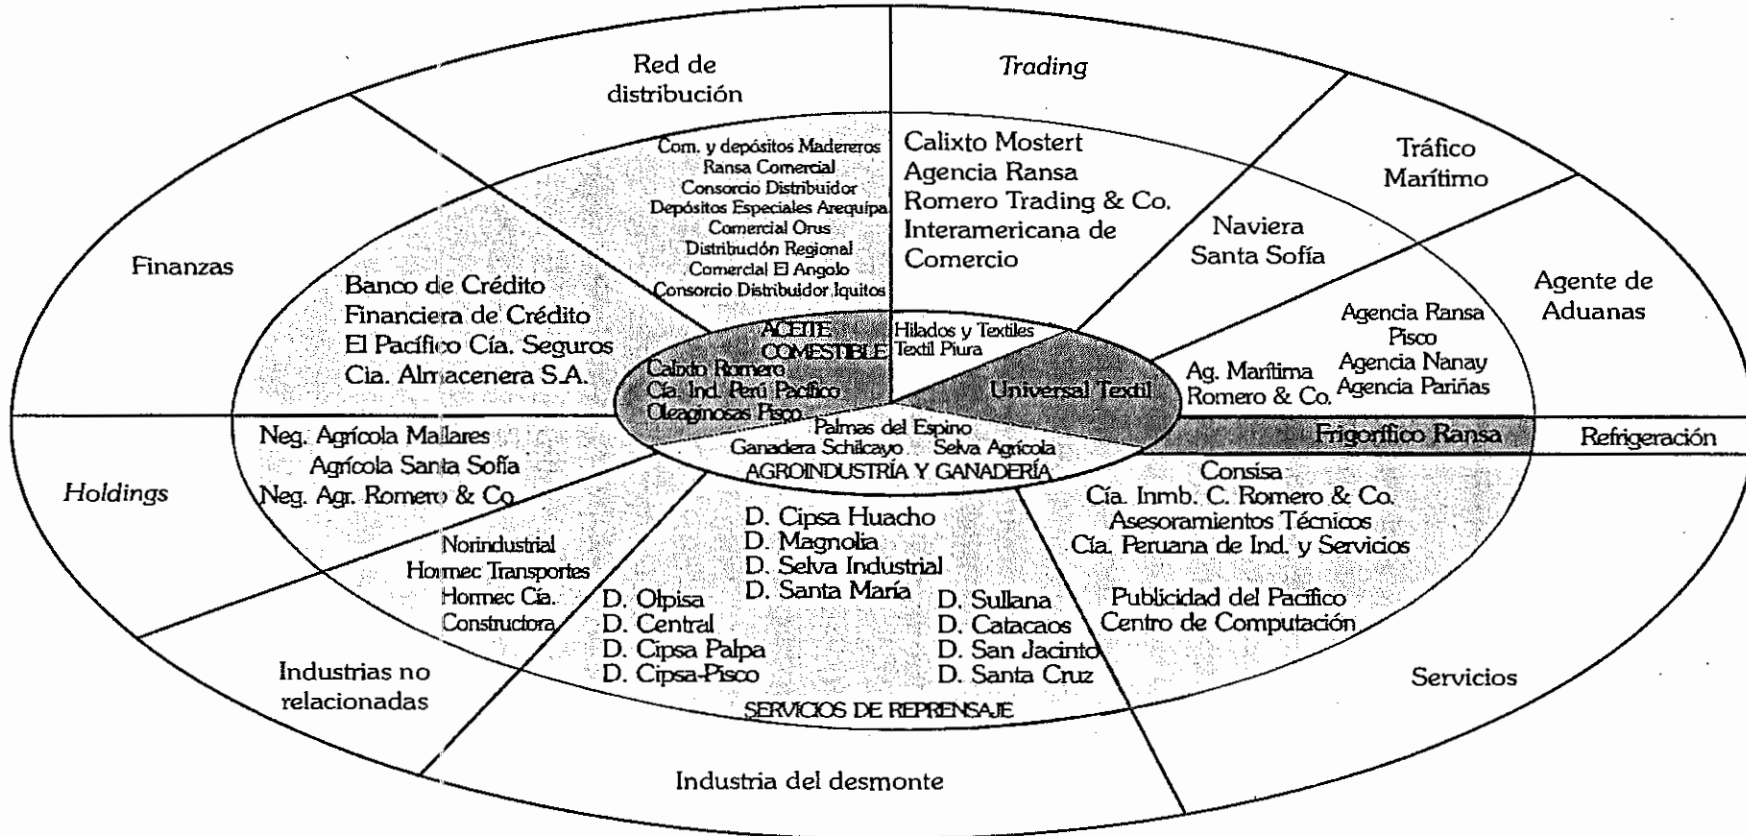 Red de
distribución
Trading
Tráfico
Marítimo
Agente de
Aduanas
Refrigeración
Servicios
Industria del desmonte
Industrias no
relacionadas
Holdings
Finanzas
Com. y depósitos Madereros
Ransa Comercial
Consorcio Distribuidor
Depósitos Especiales Arequipa
Comercial Orus
Distribución Regional
Comercial El Angolo
Consorcio Distribuidor Iquitos
Calixto Mostert
Agencia Ransa
Romero Trading & Co.
Interamericana de
Comercio
Naviera
Santa Sofía
Agencia Ransa
Pisco
Agencia Nanay
Agencia Pariñas
Ag. Marítima
Romero & Co.
Frigorífico Ransa
Consisa
Cía. Inmb. C. Romero & Co.
Asesoramientos Técnicos
Cía. Peruana de Ind. y Servicios
Publicidad del Pacífico
Centro de Computación
D. Cipsa Huacho
D. Magnolia
D. Selva Industrial
D. Santa María
D. Olpisa
D. Central
D. Cipsa Palpa
D. Cipsa-Pisco
D. Sullana
D. Catacaos
D. San Jacinto
D. Santa Cruz
SERVICIOS DE REPRENSAJE
Norindustrial
Hormec Transportes
Hormec Cía.
Constructora
Neg. Agrícola Mallares
Agrícola Santa Sofía
Neg. Agr. Romero & Co.
Banco de Crédito
Financiera de Crédito
El Pacífico Cía. Seguros
Cia. Almacenera S.A.
ACEITE
COMESTIBLE
Calixto Romero
Cía. Ind. Perú Pacífico
Oleaginosas Pisco
Hilados y Textiles
Textil Piura
Universal Textil
Palmas del Espino
Ganadera Schilcayo
Selva Agrícola
AGROINDUSTRÍA Y GANADERÍA